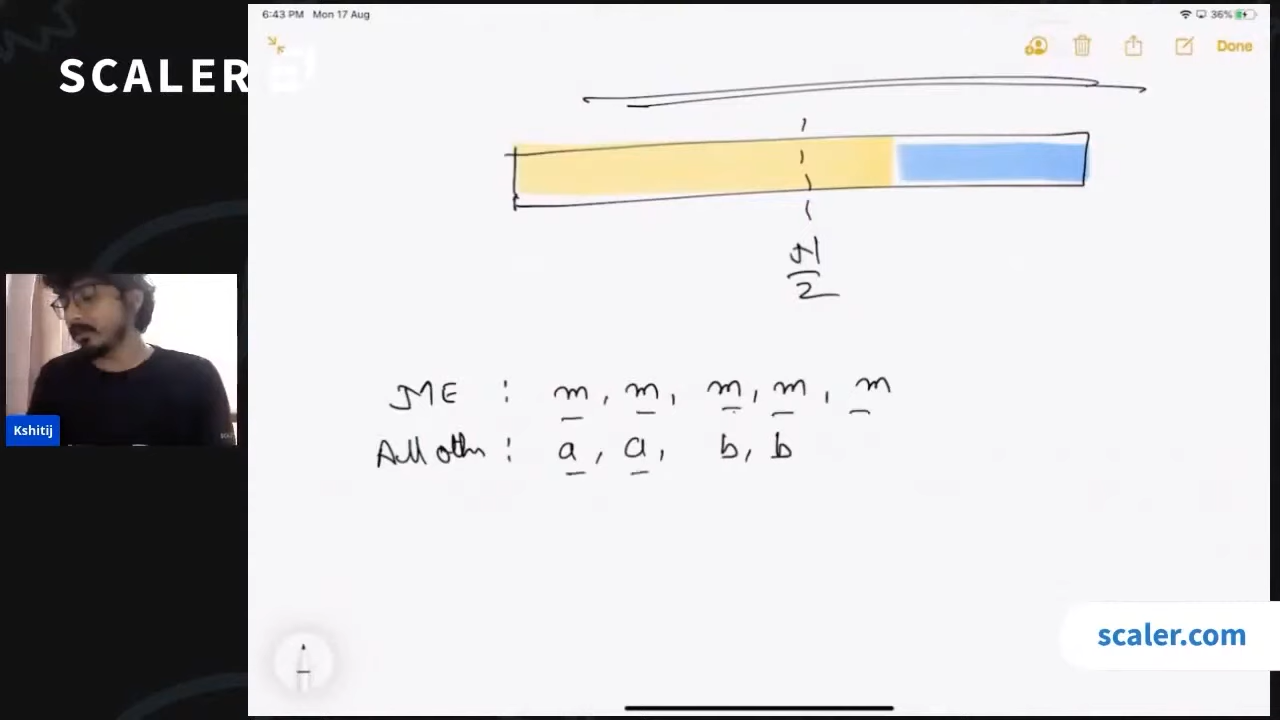 6:43 PM Mon 17 Aug
36%
SCALER
Done
N
2
ME : m, m, m, m, m
Kshitij
All oth : a, a, b, b
scaler.com